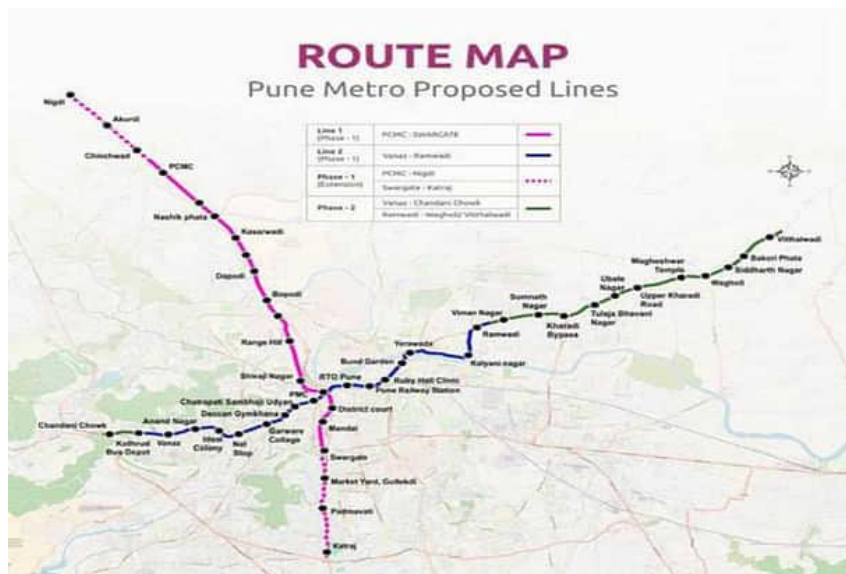 ROUTE MAP
Pune Metro Proposed Lines
Line 1
(Phase - 1)
PCMC - SWARGATE
Line 2
(Phase - 1)
Vanaz - Ramwadi
Phase - 1
(Extension)
PCMC - Nigdi
Swargate - Katraj
Phase - 2
Vanaz - Chandani Chowk
Ramwadi - Wagholi/ Vitthalwadi
Nigdi
Akurdi
Chinchwad
PCMC
Nashik phata
Kasarwadi
Dapodi
Bopodi
Range Hill
Shivaji Nagar
Vitthalwadi
Bakori Phata
Siddharth Nagar
Wagholi
Wagheshwar
Temple
Upper Kharadi
Road
Ubale
Nagar
Tulaja Bhavani
Nagar
Kharadi
Bypass
Somnath
Nagar
Viman Nagar
Ramwadi
Kalyani nagar
Yerawada
Bund Garden
Ruby Hall Clinic
Pune Railway Station
RTO Pune
PMC
Chatrapati Sambhaji Udyan
Deccan Gymkhana
Garware
College
Nal
Stop
Ideal
Colony
Anand Nagar
Vanaz
Kothrud
Bus Depot
Chandani Chowk
District court
Mandai
Swargate
Market Yard, Gultekdi
Padmavati
Katraj